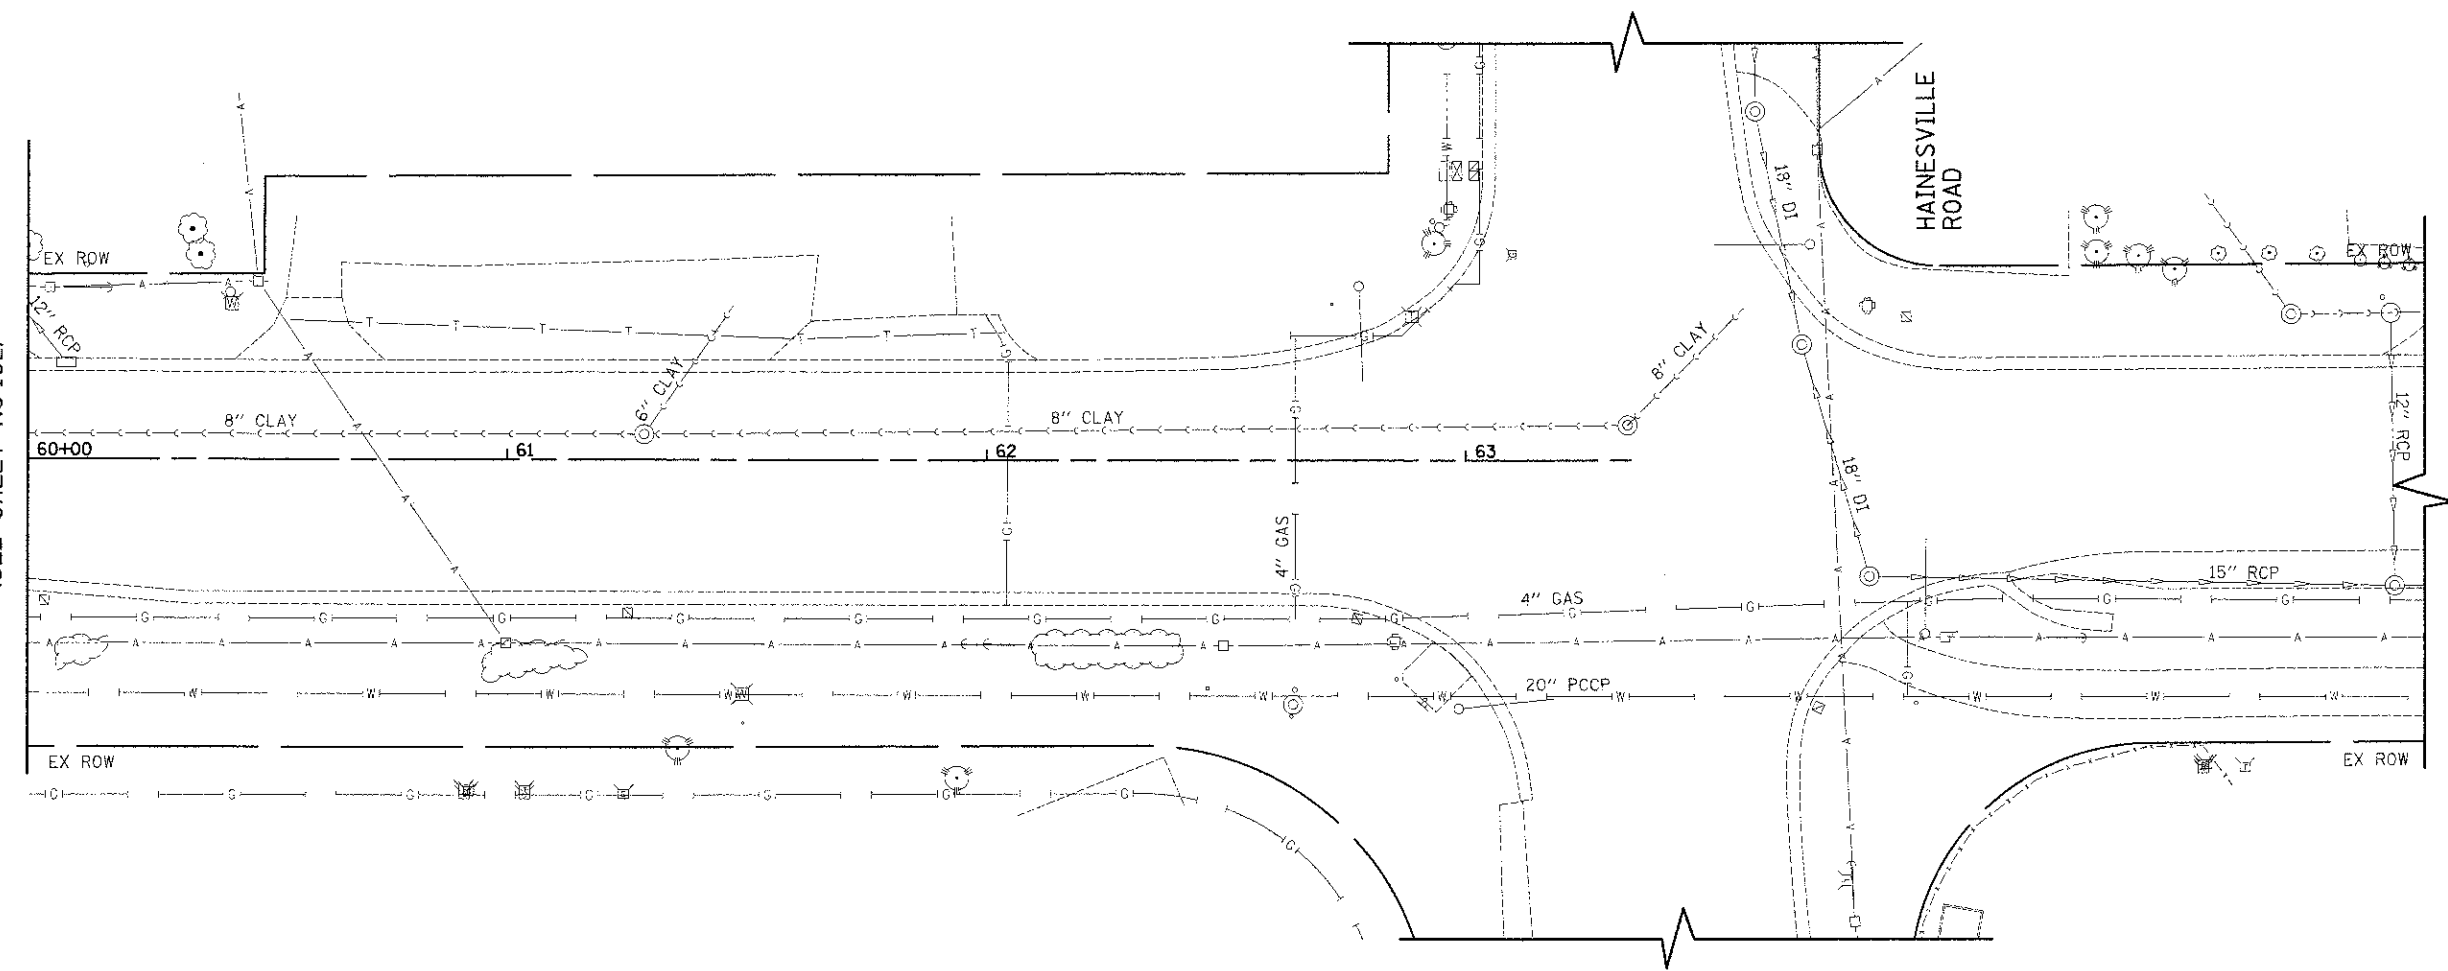 HAINESVILLE
ROAD
18" DI
EX ROW
EX ROW
12" RCP
6" CLAY
8" CLAY
8" CLAY
8" CLAY
12" RCP
60+00
61
62
63
18" DI
4" GAS
15" RCP
4" GAS
20" PCCP
EX ROW
EX ROW